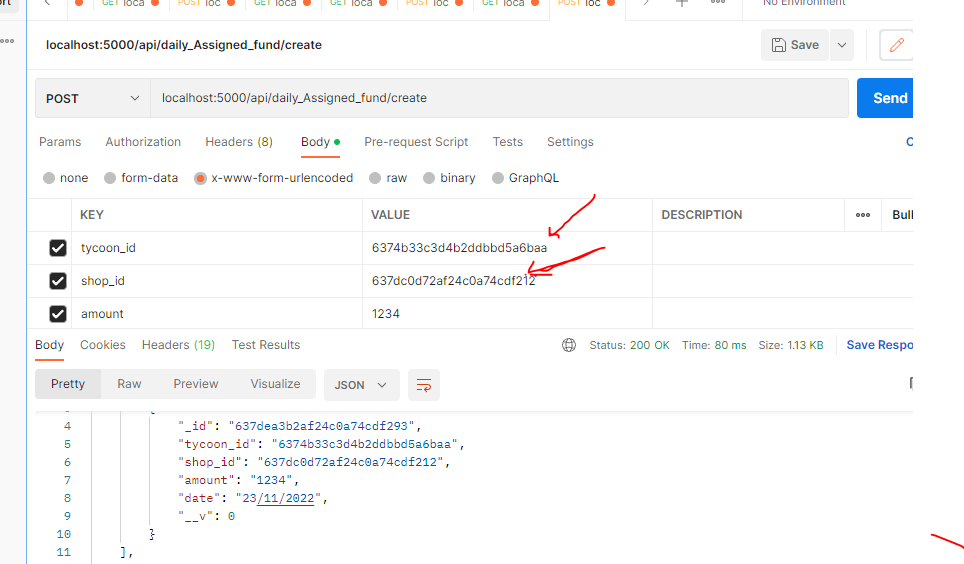 GET loca POST loc GET loca GET loca POST loc GET loca POST loc No Environment
localhost:5000/api/daily_Assigned_fund/create Save
POST localhost:5000/api/daily_Assigned_fund/create Send
Params Authorization Headers (8) Body Pre-request Script Tests Settings
none form-data x-www-form-urlencoded raw binary GraphQL
KEY VALUE DESCRIPTION Bul
tycoon_id 6374b33c3d4b2ddbbd5a6baa
shop_id 637dc0d72af24c0a74cdf212
amount 1234
Body Cookies Headers (19) Test Results Status: 200 OK Time: 80 ms Size: 1.13 KB Save Respo
Pretty Raw Preview Visualize JSON
4 "_id": "637dea3b2af24c0a74cdf293",
5 "tycoon_id": "6374b33c3d4b2ddbbd5a6baa",
6 "shop_id": "637dc0d72af24c0a74cdf212",
7 "amount": "1234",
8 "date": "23/11/2022",
9 "__v": 0
10 }
11 ],